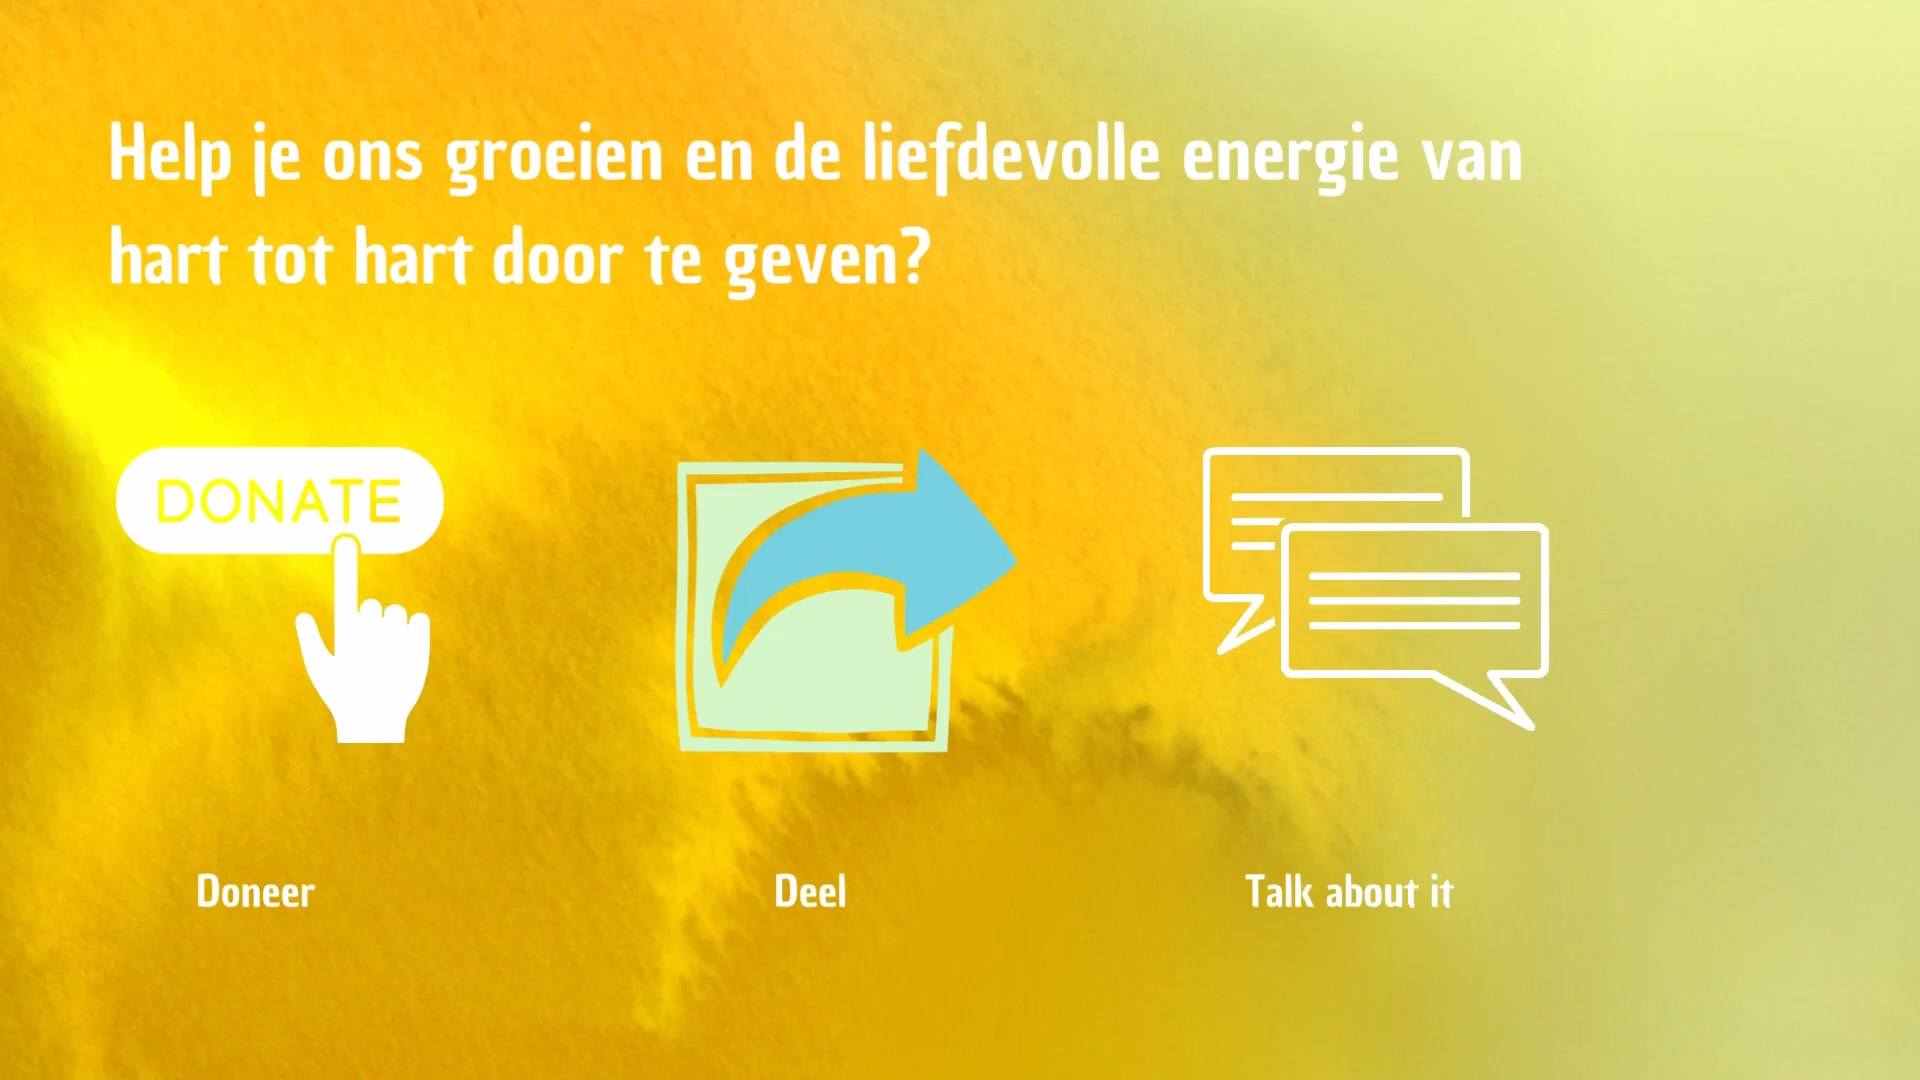 Help je ons groeien en de liefdevolle energie van
hart tot hart door te geven?
DONATE
Doneer
Deel
Talk about it